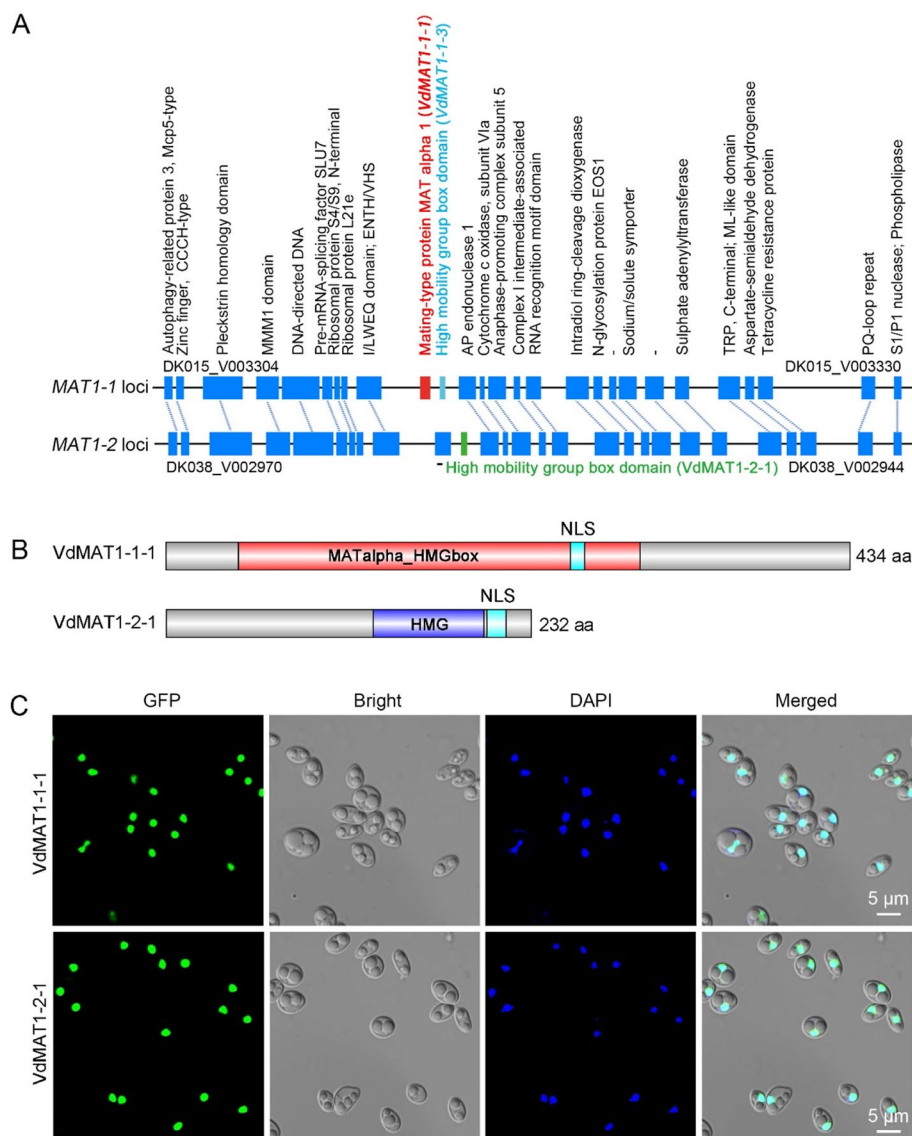 A
Autophagy-related protein 3, Mcp5-type
Zinc finger, CCCH-type
Pleckstrin homology domain
MMM1 domain
DNA-directed DNA
Pre-mRNA-splicing factor SLU7
Ribosomal protein S4/S9, N-terminal
Ribosomal protein L21e
I/LWEQ domain; ENTH/VHS
Mating-type protein MAT alpha 1 (VdMAT1-1-1)
High mobility group box domain (VdMAT1-1-3)
AP endonuclease 1
Cytochrome c oxidase, subunit VIa
Anaphase-promoting complex subunit 5
Complex I intermediate-associated
RNA recognition motif domain
Intradiol ring-cleavage dioxygenase
N-glycosylation protein EOS1
-
Sodium/solute symporter
-
Sulphate adenylyltransferase
TRP, C-terminal; ML-like domain
Aspartate-semialdehyde dehydrogenase
Tetracycline resistance protein
PQ-loop repeat
S1/P1 nuclease; Phospholipase
DK015_V003304
DK015_V003330
MAT1-1 loci
MAT1-2 loci
DK038_V002970
-
High mobility group box domain (VdMAT1-2-1)
DK038_V002944
B
NLS
VdMAT1-1-1
MATalpha_HMGbox
434 aa
NLS
VdMAT1-2-1
HMG
232 aa
C
GFP
Bright
DAPI
Merged
VdMAT1-1-1
5 µm
VdMAT1-2-1
5 µm